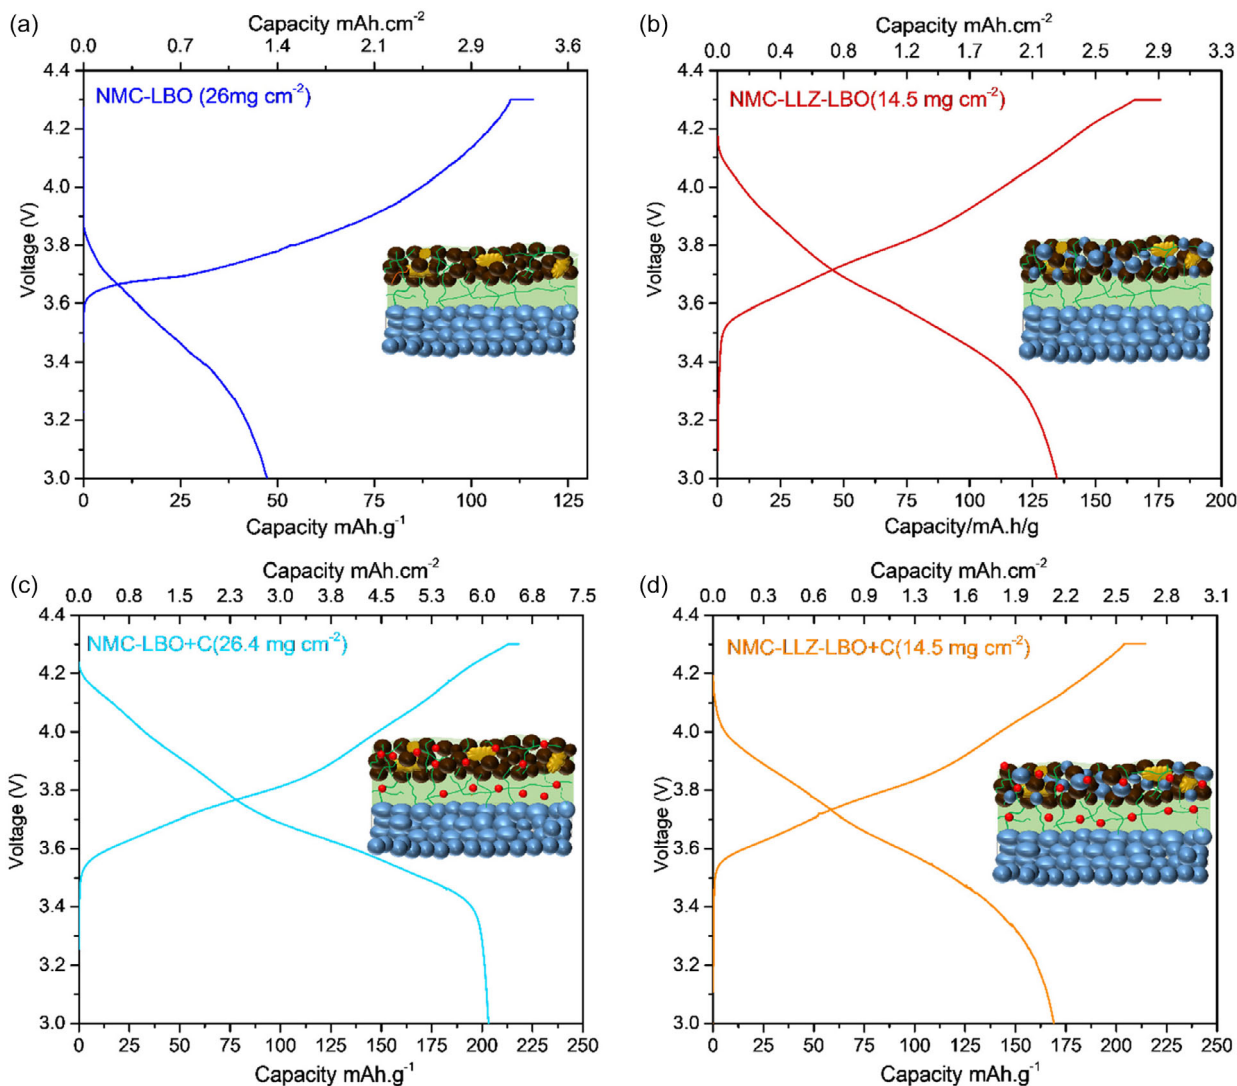 (a)
Capacity mAh.cm-2
0.0 0.7 1.4 2.1 2.9 3.6
4.4
4.2
4.0
3.8
3.6
3.4
3.2
3.0
Voltage (V)
NMC-LBO (26mg cm-2)
0 25 50 75 100 125
Capacity mAh.g-1
(b)
Capacity mAh.cm-2
0.0 0.4 0.8 1.2 1.7 2.1 2.5 2.9 3.3
4.4
4.2
4.0
3.8
3.6
3.4
3.2
3.0
Voltage (V)
NMC-LLZ-LBO(14.5 mg cm-2)
0 25 50 75 100 125 150 175 200
Capacity/mA.h/g
(c)
Capacity mAh.cm-2
0.0 0.8 1.5 2.3 3.0 3.8 4.5 5.3 6.0 6.8 7.5
4.4
4.2
4.0
3.8
3.6
3.4
3.2
3.0
Voltage (V)
NMC-LBO+C(26.4 mg cm-2)
0 25 50 75 100 125 150 175 200 225 250
Capacity mAh.g-1
(d)
Capacity mAh.cm-2
0.0 0.3 0.6 0.9 1.3 1.6 1.9 2.2 2.5 2.8 3.1
4.4
4.2
4.0
3.8
3.6
3.4
3.2
3.0
Voltage (V)
NMC-LLZ-LBO+C(14.5 mg cm-2)
0 25 50 75 100 125 150 175 200 225 250
Capacity mAh.g-1